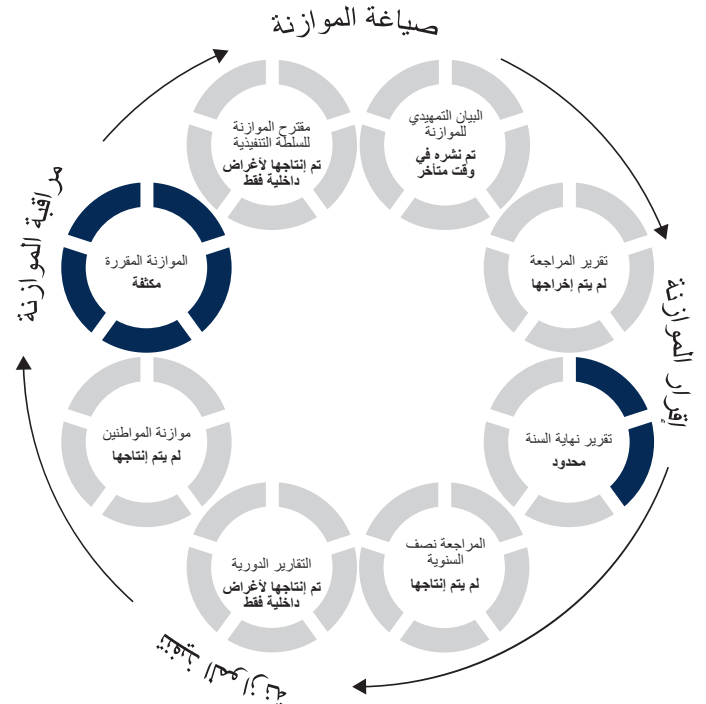 صياغة الموازنة
البيان التمهيدي
للموازنة
تم نشره في
وقت متأخر
مقترح الموازنة
للسلطة التنفيذية
تم إنتاجها لأغراض
داخلية فقط
تقرير المراجعة
لم يتم إخراجها
الموازنة المقررة
مكثفة
إقرار الموازنة
مراقبة الموازنة
تقرير نهاية السنة
محدود
موازنة المواطنين
لم يتم إنتاجها
المراجعة نصف
السنوية
لم يتم إنتاجها
التقارير الدورية
تم إنتاجها لأغراض
داخلية فقط
تنفيذ الموازنة